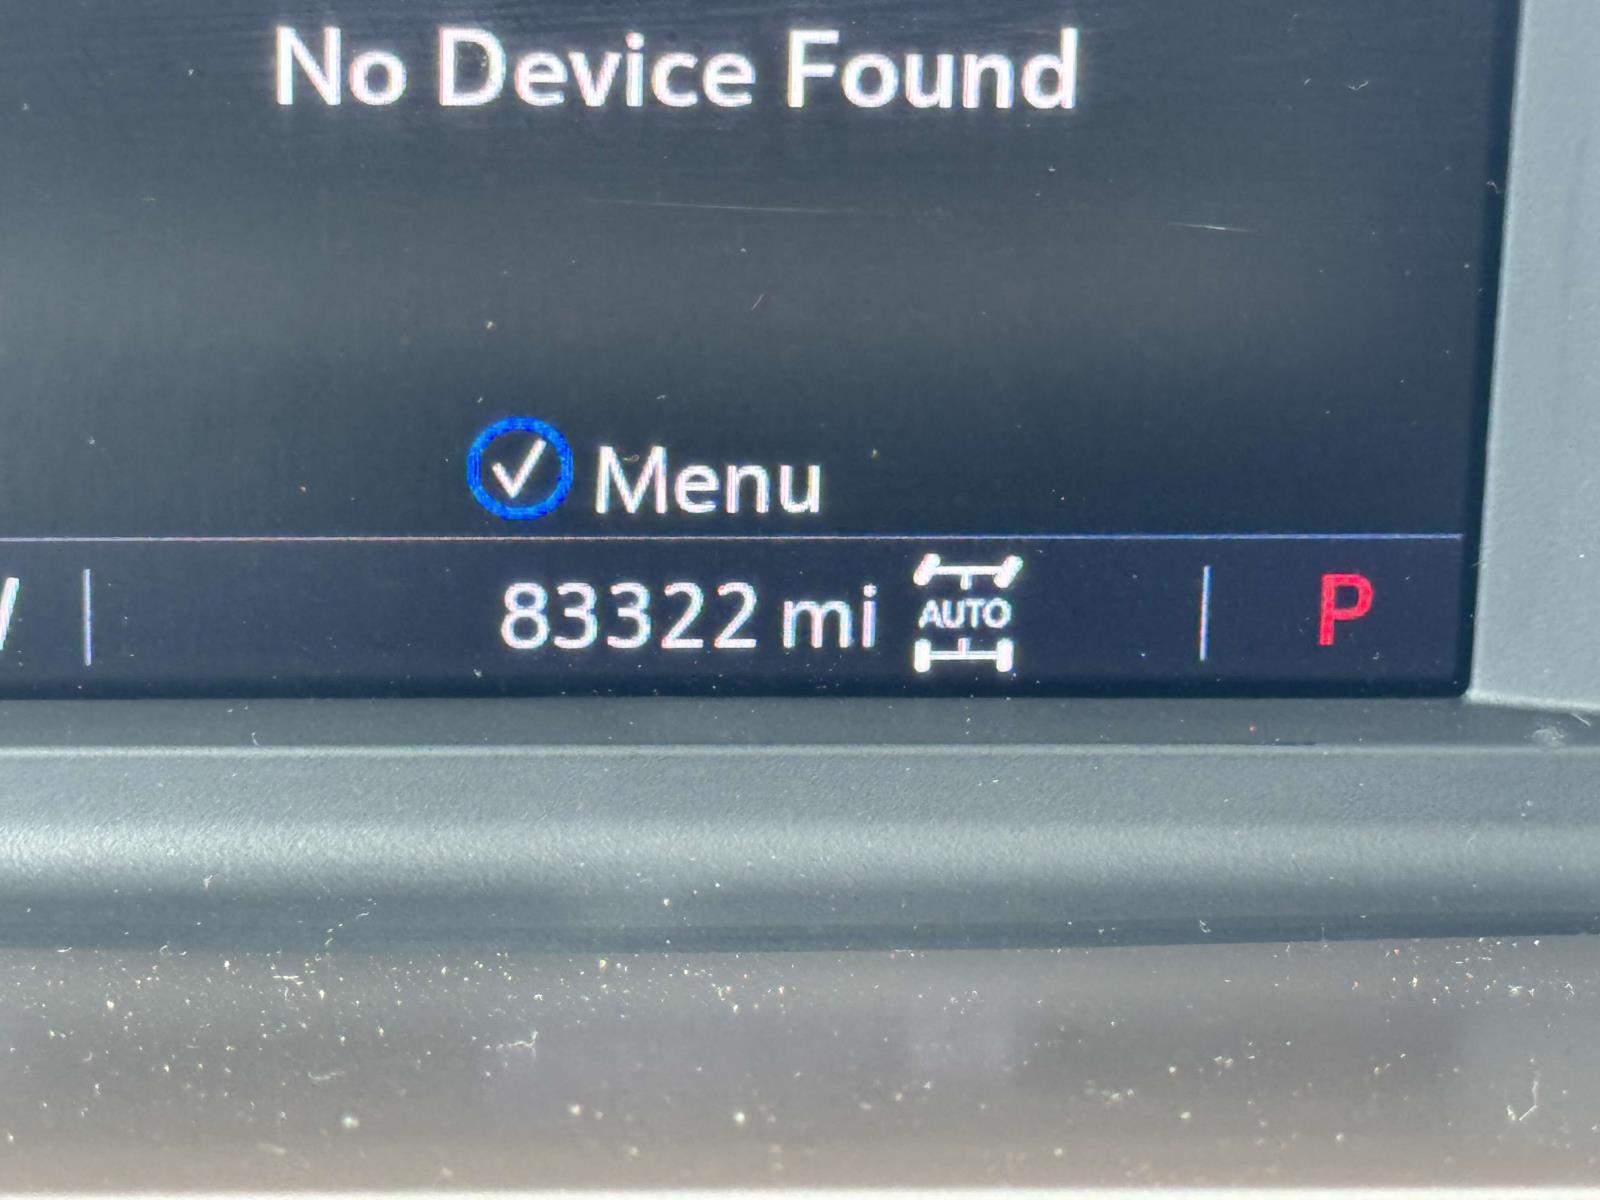 No Device Found
Menu
83322 mi
AUTO
P